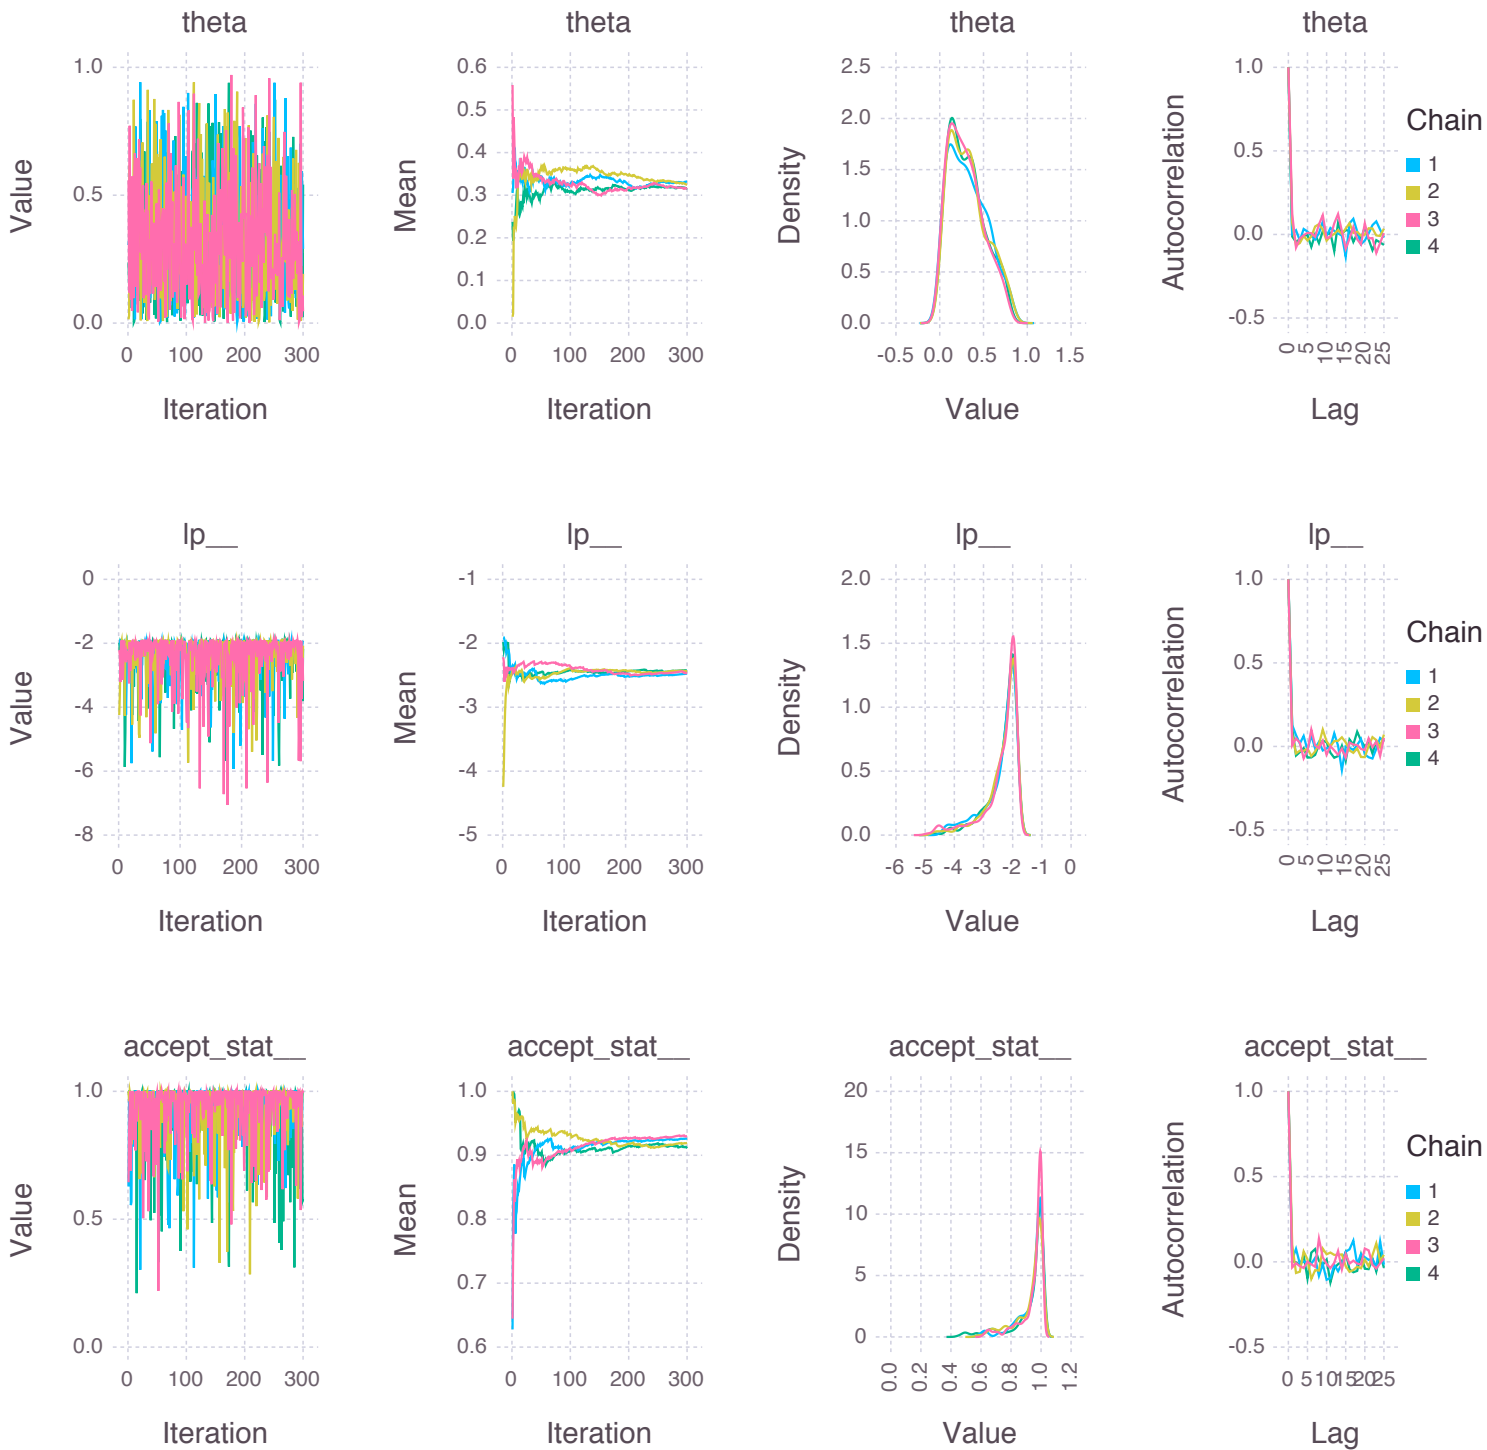 theta theta theta theta
Value
1.0
0.5
0.0
0 100 200 300
Iteration
Mean
0.6
0.5
0.4
0.3
0.2
0.1
0.0
0 100 200 300
Iteration
Density
2.5
2.0
1.5
1.0
0.5
0.0
-0.5 0.0 0.5 1.0 1.5
Value
Autocorrelation
1.0
0.5
0.0
-0.5
0 5 10 15 20 25
Lag
Chain
1
2
3
4
lp__ lp__ lp__ lp__
Value
0
-2
-4
-6
-8
0 100 200 300
Iteration
Mean
-1
-2
-3
-4
-5
0 100 200 300
Iteration
Density
2.0
1.5
1.0
0.5
0.0
-6 -5 -4 -3 -2 -1 0
Value
Autocorrelation
1.0
0.5
0.0
-0.5
0 5 10 15 20 25
Lag
Chain
1
2
3
4
accept_stat__ accept_stat__ accept_stat__ accept_stat__
Value
1.0
0.5
0.0
0 100 200 300
Iteration
Mean
1.0
0.9
0.8
0.7
0.6
0 100 200 300
Iteration
Density
20
15
10
5
0
0.0 0.2 0.4 0.6 0.8 1.0 1.2
Value
Autocorrelation
1.0
0.5
0.0
-0.5
0 5 10 15 20 25
Lag
Chain
1
2
3
4